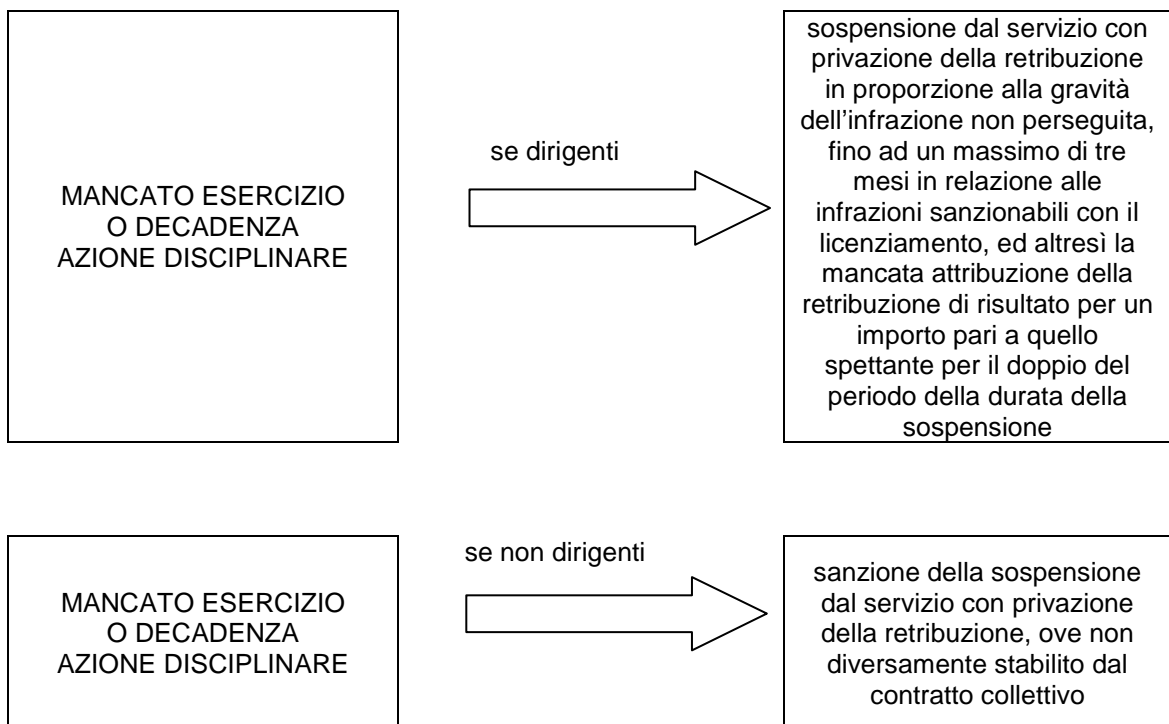 MANCATO ESERCIZIO
O DECADENZA
AZIONE DISCIPLINARE
se dirigenti
sospensione dal servizio con
privazione della retribuzione
in proporzione alla gravità
dell’infrazione non perseguita,
fino ad un massimo di tre
mesi in relazione alle
infrazioni sanzionabili con il
licenziamento, ed altresì la
mancata attribuzione della
retribuzione di risultato per un
importo pari a quello
spettante per il doppio del
periodo della durata della
sospensione
MANCATO ESERCIZIO
O DECADENZA
AZIONE DISCIPLINARE
se non dirigenti
sanzione della sospensione
dal servizio con privazione
della retribuzione, ove non
diversamente stabilito dal
contratto collettivo